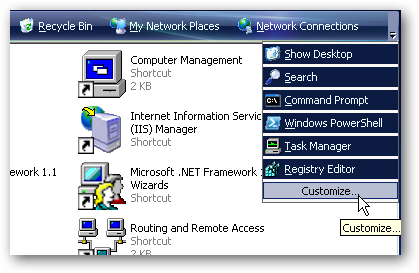 Recycle Bin
My Network Places
Network Connections
Computer Management
Shortcut
2 KB
Internet Information Servic
(IIS) Manager
Shortcut
ework 1.1
Microsoft .NET Framework
Wizards
Shortcut
Routing and Remote Access
Shortcut
Show Desktop
Search
Command Prompt
Windows PowerShell
Task Manager
Registry Editor
Customize...
Customize...